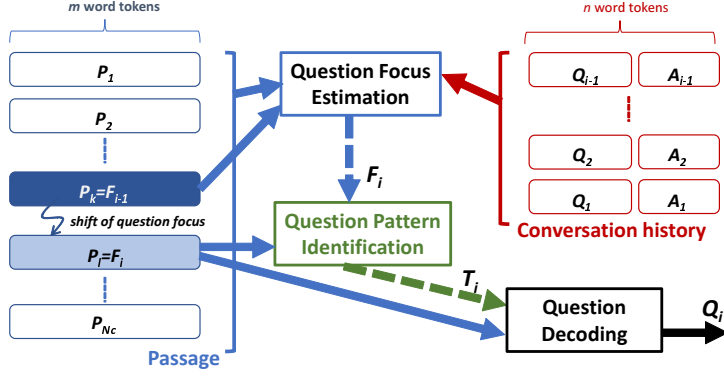 m word tokens
n word tokens
P1
P2
Pk=Fi-1
shift of question focus
Pl=Fi
PNc
Passage
Question Focus
Estimation
Fi
Question Pattern
Identification
Ti
Question
Decoding
Qi
Qi-1 Ai-1
Q2 A2
Q1 A1
Conversation history